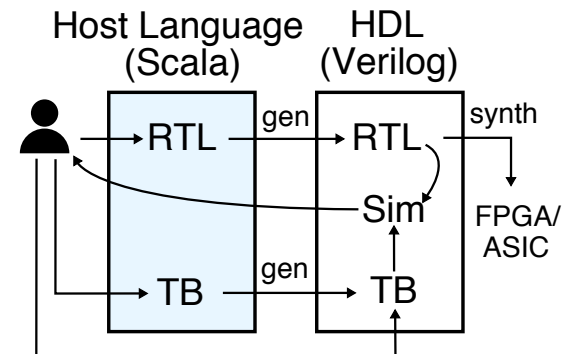 Host Language
(Scala)
HDL
(Verilog)
RTL
gen
RTL
synth
Sim
FPGA/
ASIC
TB
gen
TB